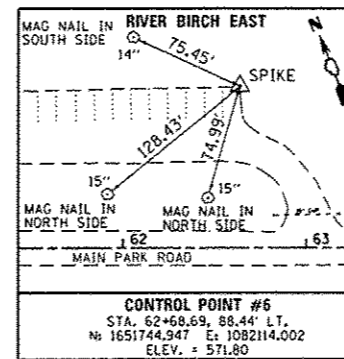 RIVER BIRCH EAST
MAG NAIL IN
SOUTH SIDE
14"
75.45'
N
SPIKE
128.43'
74.99'
15"
MAG NAIL IN
NORTH SIDE
15"
MAG NAIL IN
NORTH SIDE
62
63
MAIN PARK ROAD
CONTROL POINT #6
STA. 62+68.69, 88.44' LT.
N: 1651744.947 E: 1082114.002
ELEV. = 571.80